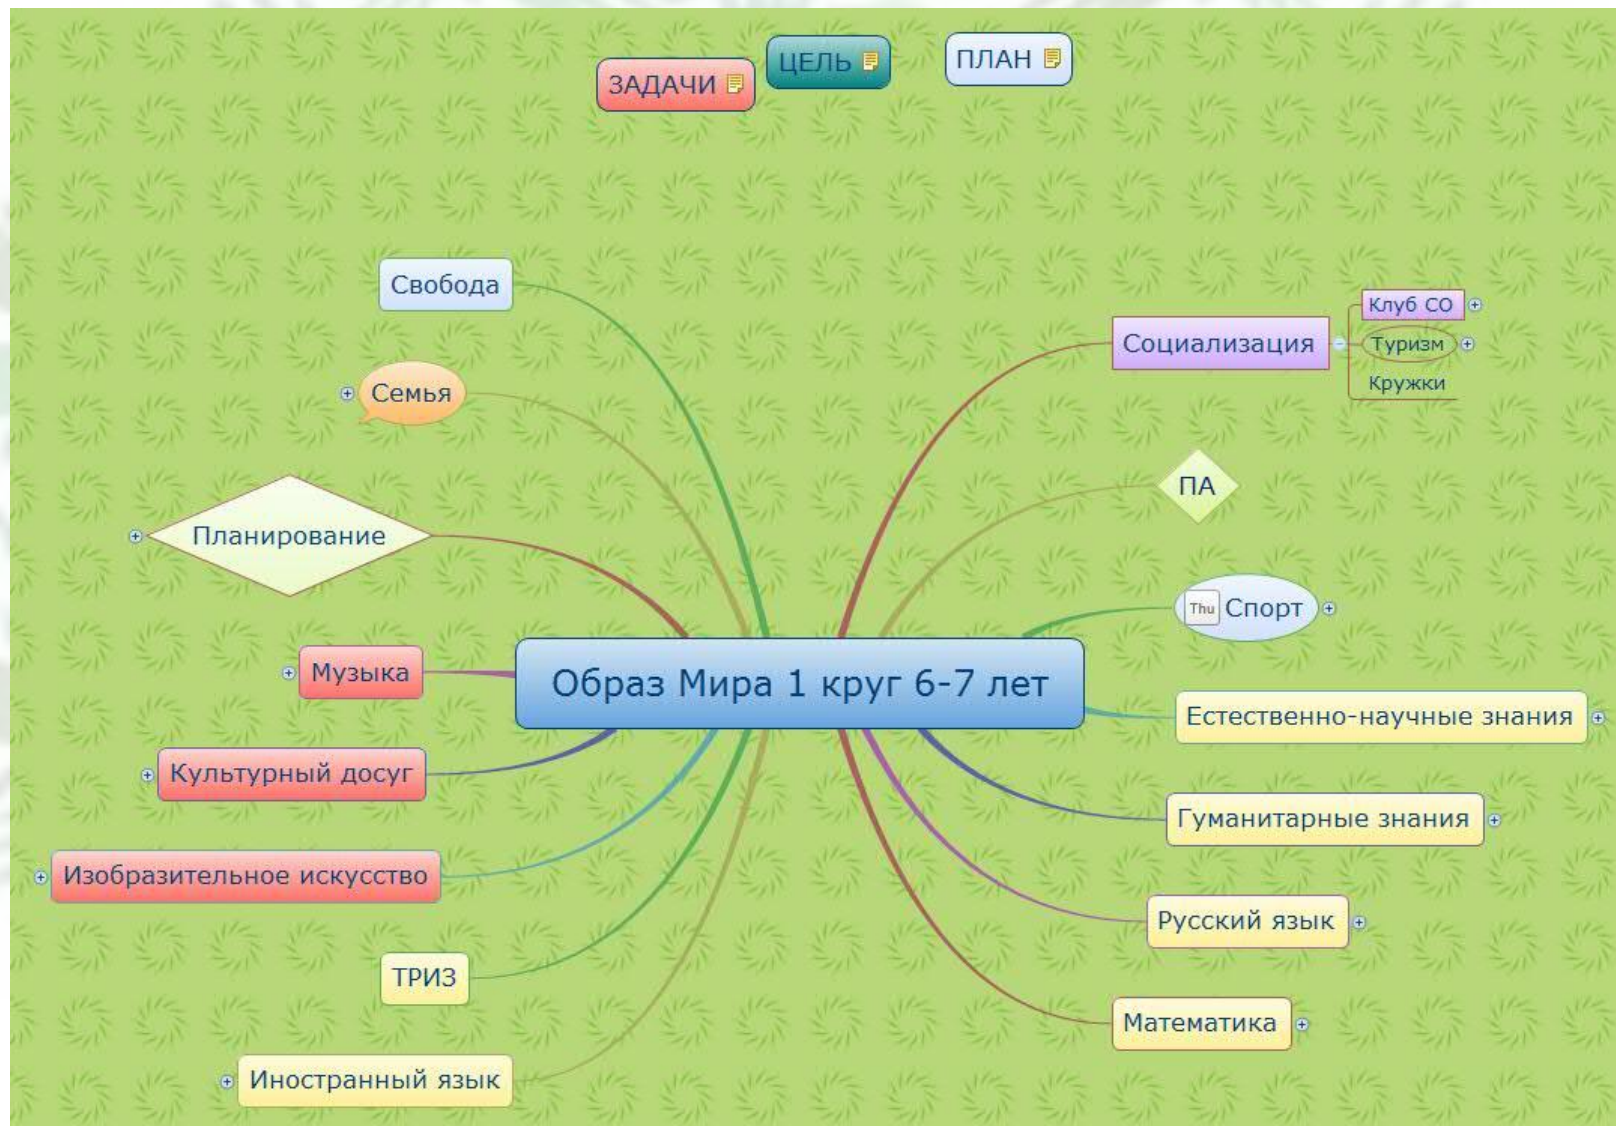 ЗАДАЧИ
ЦЕЛЬ
ПЛАН
Свобода
Семья
Планирование
Музыка
Культурный досуг
Изобразительное искусство
ТРИЗ
Иностранный язык
Образ Мира 1 круг 6-7 лет
Социализация
Клуб СО
Туризм
Кружки
ПА
Thu Спорт
Естественно-научные знания
Гуманитарные знания
Русский язык
Математика